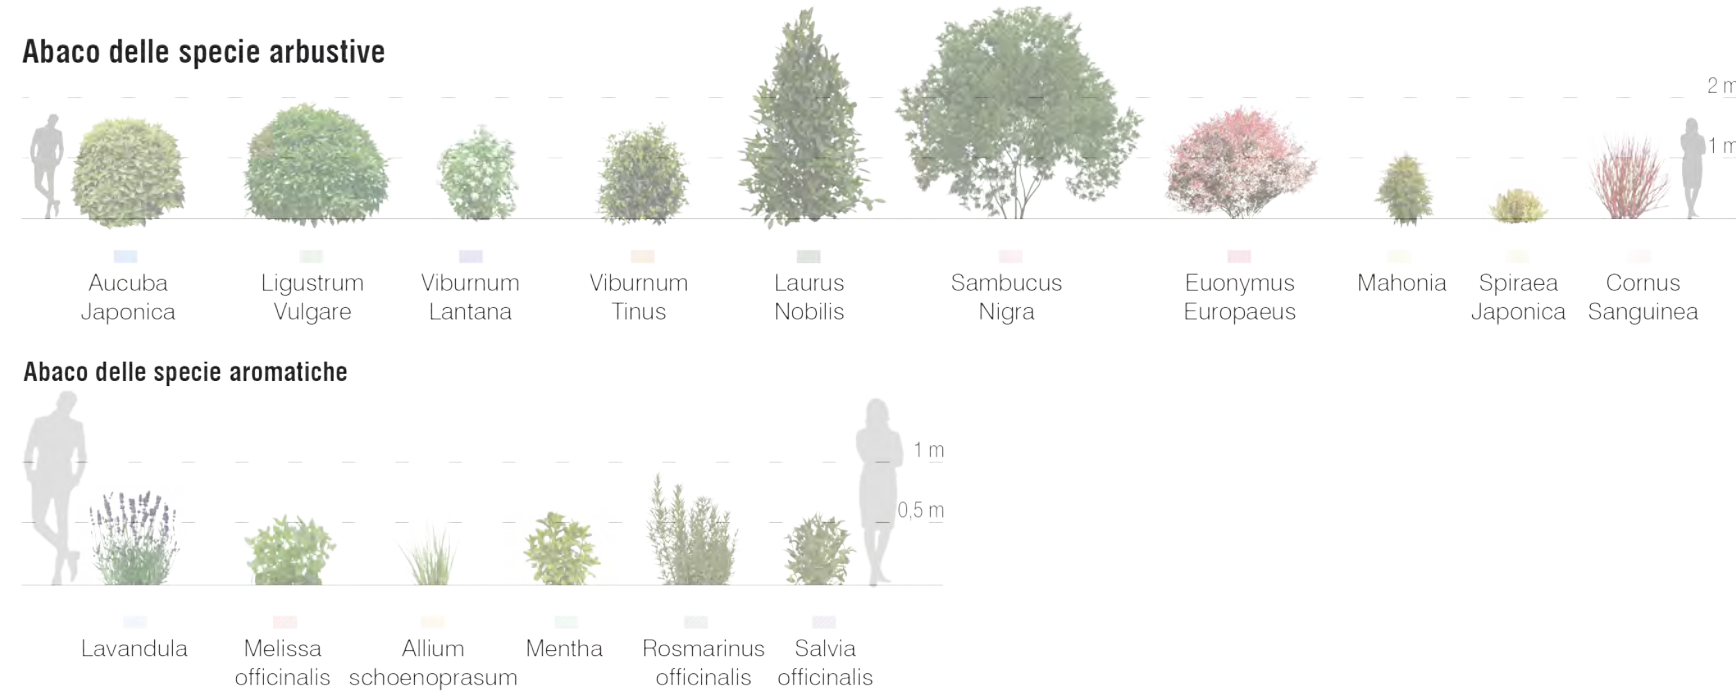 Abaco delle specie arbustive
2 m
1 m
Aucuba
Japonica
Ligustrum
Vulgare
Viburnum
Lantana
Viburnum
Tinus
Laurus
Nobilis
Sambucus
Nigra
Euonymus
Europaeus
Mahonia
Spiraea
Japonica
Cornus
Sanguinea
Abaco delle specie aromatiche
1 m
0,5 m
Lavandula
Melissa
officinalis
Allium
schoenoprasum
Mentha
Rosmarinus
officinalis
Salvia
officinalis